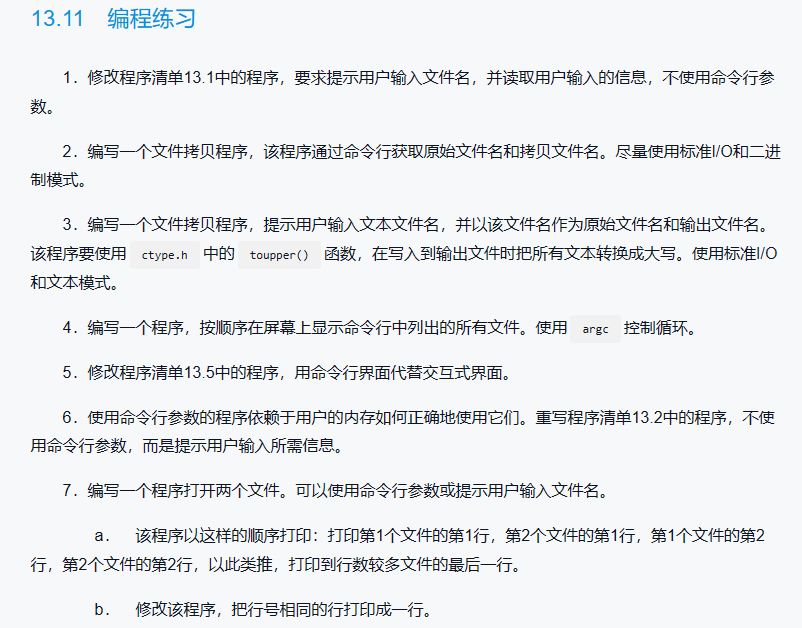 13.11 编程练习
1．修改程序清单13.1中的程序，要求提示用户输入文件名，并读取用户输入的信息，不使用命令行参
数。
2．编写一个文件拷贝程序，该程序通过命令行获取原始文件名和拷贝文件名。尽量使用标准I/O和二进
制模式。
3．编写一个文件拷贝程序，提示用户输入文本文件名，并以该文件名作为原始文件名和输出文件名。
该程序要使用 ctype.h 中的 toupper() 函数，在写入到输出文件时把所有文本转换成大写。使用标准I/O
和文本模式。
4．编写一个程序，按顺序在屏幕上显示命令行中列出的所有文件。使用 argc 控制循环。
5．修改程序清单13.5中的程序，用命令行界面代替交互式界面。
6．使用命令行参数的程序依赖于用户的内存如何正确地使用它们。重写程序清单13.2中的程序，不使
用命令行参数，而是提示用户输入所需信息。
7．编写一个程序打开两个文件。可以使用命令行参数或提示用户输入文件名。
a． 该程序以这样的顺序打印：打印第1个文件的第1行，第2个文件的第1行，第1个文件的第2
行，第2个文件的第2行，以此类推，打印到行数较多文件的最后一行。
b． 修改该程序，把行号相同的行打印成一行。